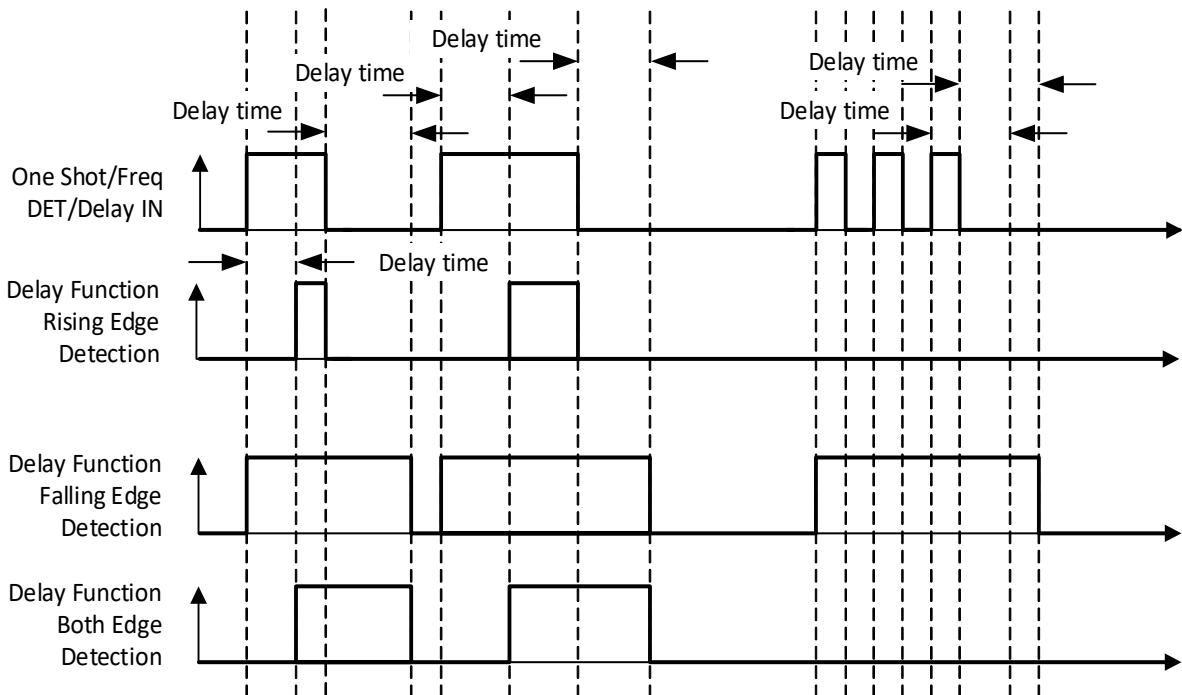 Delay time
Delay time
Delay time
Delay time
Delay time
One Shot/Freq
DET/Delay IN
Delay time
Delay Function
Rising Edge
Detection
Delay Function
Falling Edge
Detection
Delay Function
Both Edge
Detection